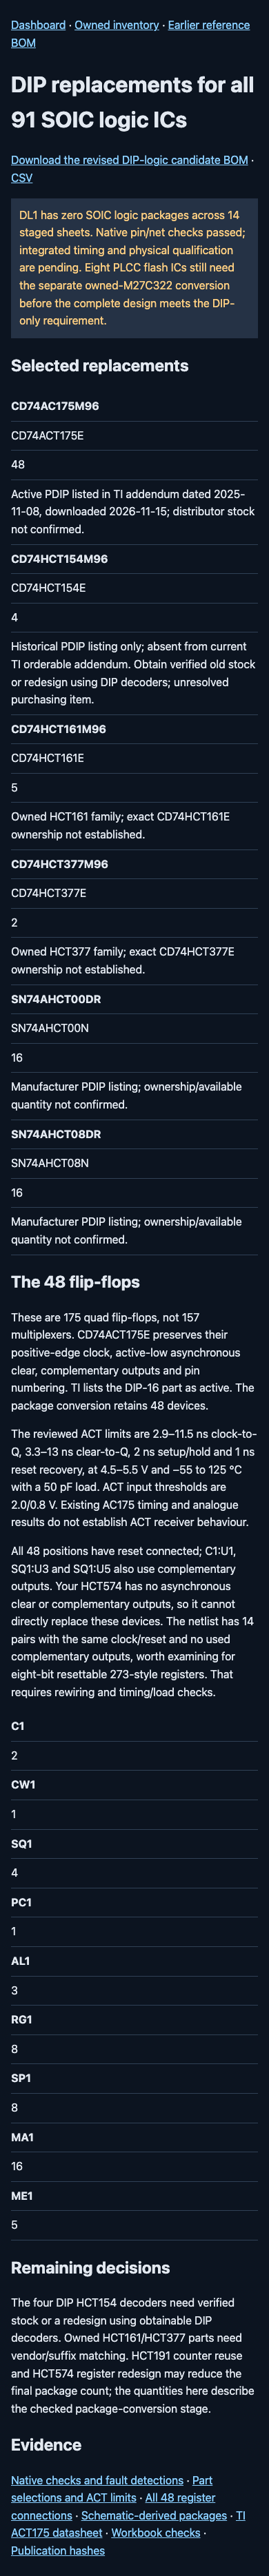 Dashboard · Owned inventory · Earlier reference
BOM
DIP replacements for all
91 SOIC logic ICs
Download the revised DIP-logic candidate BOM ·
CSV
DL1 has zero SOIC logic packages across 14
staged sheets. Native pin/net checks passed;
integrated timing and physical qualification
are pending. Eight PLCC flash ICs still need
the separate owned-M27C322 conversion
before the complete design meets the DIP-
only requirement.
Selected replacements
CD74AC175M96
CD74ACT175E
48
Active PDIP listed in TI addendum dated 2025-
11-08, downloaded 2026-11-15; distributor stock
not confirmed.
CD74HCT154M96
CD74HCT154E
4
Historical PDIP listing only; absent from current
TI orderable addendum. Obtain verified old stock
or redesign using DIP decoders; unresolved
purchasing item.
CD74HCT161M96
CD74HCT161E
5
Owned HCT161 family; exact CD74HCT161E
ownership not established.
CD74HCT377M96
CD74HCT377E
2
Owned HCT377 family; exact CD74HCT377E
ownership not established.
SN74AHCT00DR
SN74AHCT00N
16
Manufacturer PDIP listing; ownership/available
quantity not confirmed.
SN74AHCT08DR
SN74AHCT08N
16
Manufacturer PDIP listing; ownership/available
quantity not confirmed.
The 48 flip-flops
These are 175 quad flip-flops, not 157
multiplexers. CD74ACT175E preserves their
positive-edge clock, active-low asynchronous
clear, complementary outputs and pin
numbering. TI lists the DIP-16 part as active. The
package conversion retains 48 devices.
The reviewed ACT limits are 2.9–11.5 ns clock-to-
Q, 3.3–13 ns clear-to-Q, 2 ns setup/hold and 1 ns
reset recovery, at 4.5–5.5 V and −55 to 125 °C
with a 50 pF load. ACT input thresholds are
2.0/0.8 V. Existing AC175 timing and analogue
results do not establish ACT receiver behaviour.
All 48 positions have reset connected; C1:U1,
SQ1:U3 and SQ1:U5 also use complementary
outputs. Your HCT574 has no asynchronous
clear or complementary outputs, so it cannot
directly replace these devices. The netlist has 14
pairs with the same clock/reset and no used
complementary outputs, worth examining for
eight-bit resettable 273-style registers. That
requires rewiring and timing/load checks.
C1
2
CW1
1
SQ1
4
PC1
1
AL1
3
RG1
8
SP1
8
MA1
16
ME1
5
Remaining decisions
The four DIP HCT154 decoders need verified
stock or a redesign using obtainable DIP
decoders. Owned HCT161/HCT377 parts need
vendor/suffix matching. HCT191 counter reuse
and HCT574 register redesign may reduce the
final package count; the quantities here describe
the checked package-conversion stage.
Evidence
Native checks and fault detections · Part
selections and ACT limits · All 48 register
connections · Schematic-derived packages · TI
ACT175 datasheet · Workbook checks ·
Publication hashes